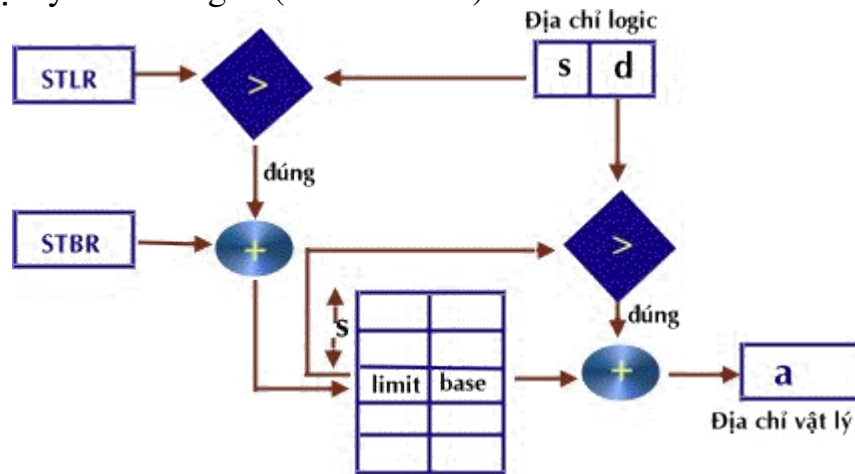 Địa chỉ logic
STLR
>
s d
đúng
STBR
+
>
s
đúng
limit base
+
a
Địa chỉ vật lý